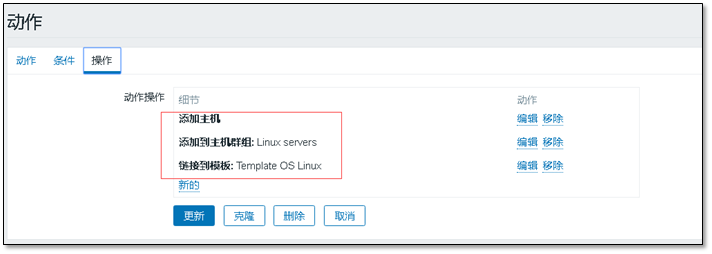 动作
动作 条件 操作
动作操作 细节 动作
添加主机 编辑 移除
添加到主机群组: Linux servers 编辑 移除
链接到模板: Template OS Linux 编辑 移除
新的
更新 克隆 删除 取消